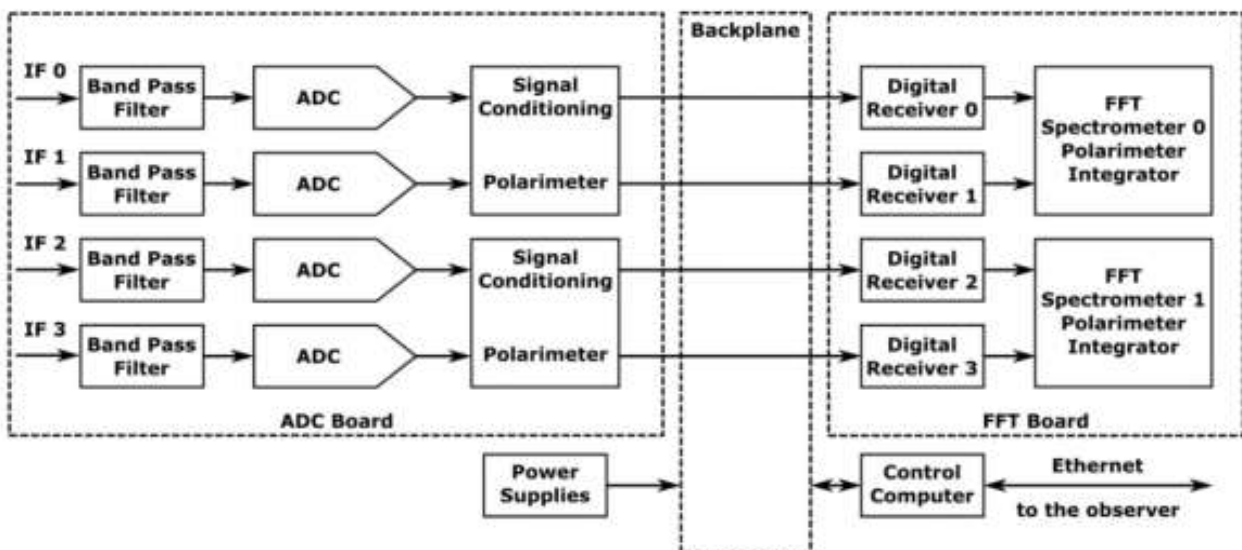 Backplane
IF 0
Band Pass
Filter
ADC
Signal
Conditioning
Polarimeter
IF 1
Band Pass
Filter
ADC
IF 2
Band Pass
Filter
ADC
Signal
Conditioning
Polarimeter
IF 3
Band Pass
Filter
ADC
ADC Board
Digital
Receiver 0
Digital
Receiver 1
FFT
Spectrometer 0
Polarimeter
Integrator
Digital
Receiver 2
Digital
Receiver 3
FFT
Spectrometer 1
Polarimeter
Integrator
FFT Board
Power
Supplies
Control
Computer
Ethernet
to the observer